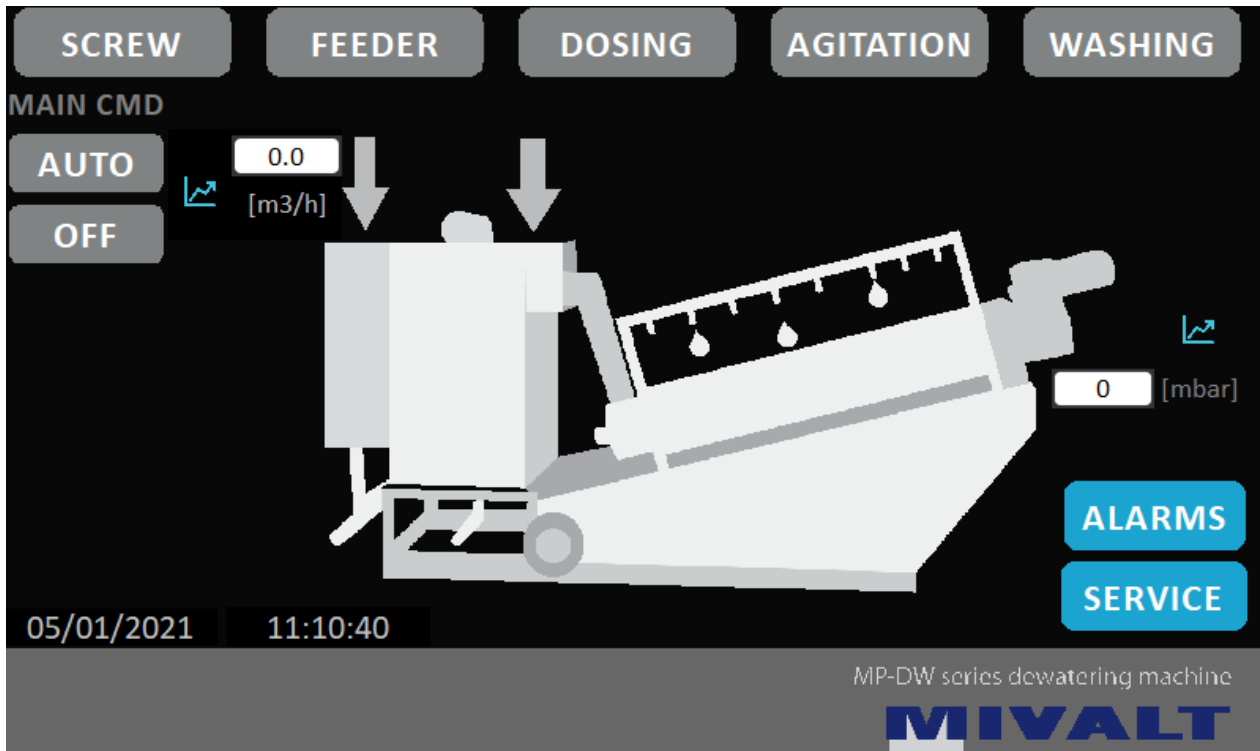 SCREW FEEDER DOSING AGITATION WASHING
MAIN CMD
AUTO
0.0
[m3/h]
OFF
0 [mbar]
ALARMS
SERVICE
05/01/2021 11:10:40
MP-DW series dewatering machine
MIVALT